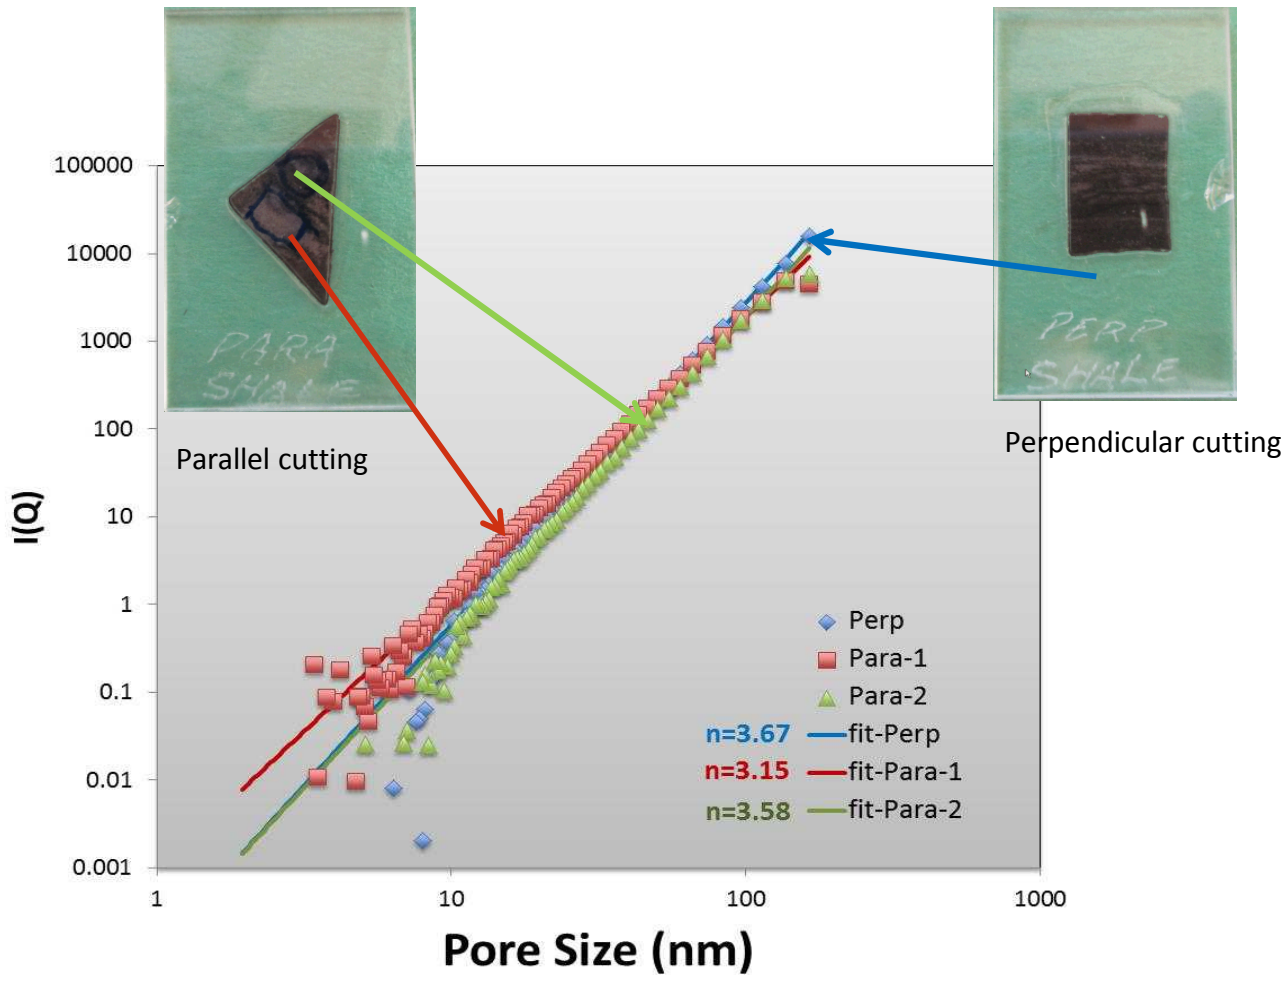 PARA
SHALE
PERP
SHALE
Parallel cutting
Perpendicular cutting
I(Q)
100000
10000
1000
100
10
1
0.1
0.01
0.001
Perp
Para-1
Para-2
n=3.67 fit-Perp
n=3.15 fit-Para-1
n=3.58 fit-Para-2
1 10 100 1000
Pore Size (nm)